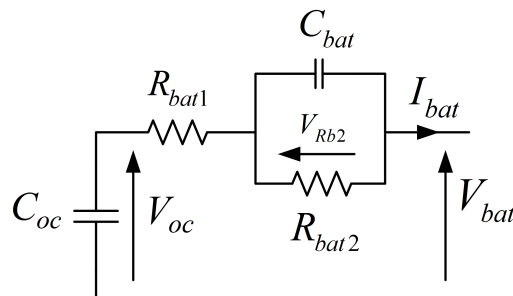 C_bat
R_bat1
I_bat
V_Rb2
C_oc
V_oc
V_bat
R_bat2